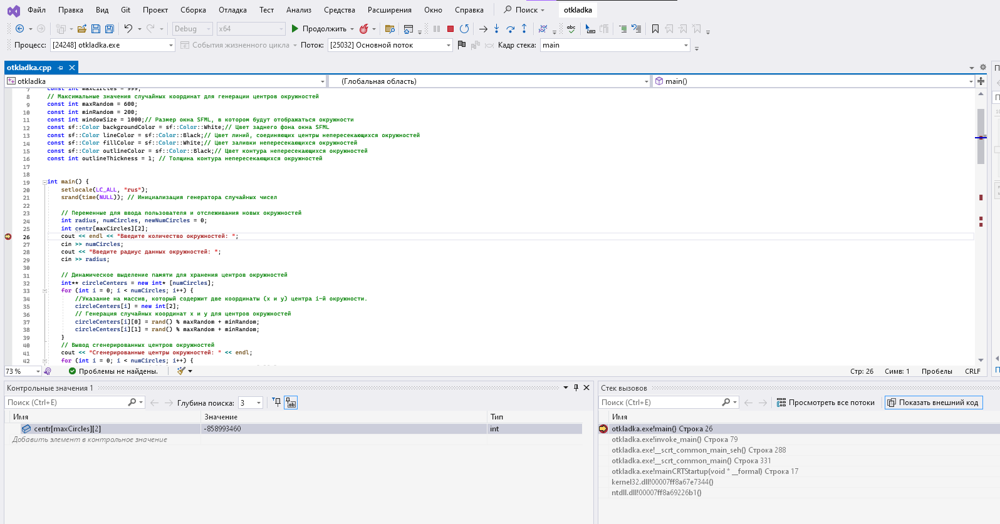 Файл Правка Вид Git Проект Сборка Отладка Тест Анализ Средства Расширения Окно Справка Поиск otkladka
Debug x64 Продолжить
Процесс: [24248] otkladka.exe События жизненного цикла Поток: [25032] Основной поток Кадр стека: main
otkladka.cpp
otkladka (Глобальная область) main()
7 const int maxCircles = 999;
8 // Максимальные значения случайных координат для генерации центров окружностей
9 const int maxRandom = 600;
10 const int minRandom = 200;
11 const int windowSize = 1000;// Размер окна SFML, в котором будут отображаться окружности
12 const sf::Color backgroundColor = sf::Color::White;// Цвет заднего фона окна SFML
13 const sf::Color lineColor = sf::Color::Black;// Цвет линий, соединяющих центры непересекающихся окружностей
14 const sf::Color fillColor = sf::Color::White;// Цвет заливки непересекающихся окружностей
15 const sf::Color outlineColor = sf::Color::Black;// Цвет контура непересекающихся окружностей
16 const int outlineThickness = 1; // Толщина контура непересекающихся окружностей
17
18
19 int main() {
20 setlocale(LC_ALL, "rus");
21 srand(time(NULL)); // Инициализация генератора случайных чисел
22
23 // Переменные для ввода пользователя и отслеживания новых окружностей
24 int radius, numCircles, newNumCircles = 0;
25 int centr[maxCircles][2];
26 cout << endl << "Введите количество окружностей: ";
27 cin >> numCircles;
28 cout << "Введите радиус данных окружностей: ";
29 cin >> radius;
30
31 // Динамическое выделение памяти для хранения центров окружностей
32 int** circleCenters = new int* [numCircles];
33 for (int i = 0; i < numCircles; i++) {
34 //Указание на массив, который содержит две координаты (x и y) центра i-й окружности.
35 circleCenters[i] = new int[2];
36 // Генерация случайных координат x и y для центров окружностей
37 circleCenters[i][0] = rand() % maxRandom + minRandom;
38 circleCenters[i][1] = rand() % maxRandom + minRandom;
39 }
40 // Вывод сгенерированных центров окружностей
41 cout << "Сгенерированные центры окружностей: " << endl;
42 for (int i = 0; i < numCircles; i++) {
73 % Проблемы не найдены. Стр: 26 Симв: 1 Пробелы CRLF
Контрольные значения 1
Поиск (Ctrl+E) Глубина поиска: 3
Имя Значение Тип
centr[maxCircles][2] -858993460 int
Добавить элемент в контрольное значение
Стек вызовов
Поиск (Ctrl+E) Просмотреть все потоки Показать внешний код
Имя
otkladka.exe!main() Строка 26
otkladka.exe!invoke_main() Строка 79
otkladka.exe!__scrt_common_main_seh() Строка 288
otkladka.exe!__scrt_common_main() Строка 331
otkladka.exe!mainCRTStartup(void * __formal) Строка 17
kernel32.dll!00007ff8a67e7344()
ntdll.dll!00007ff8a69226b1()